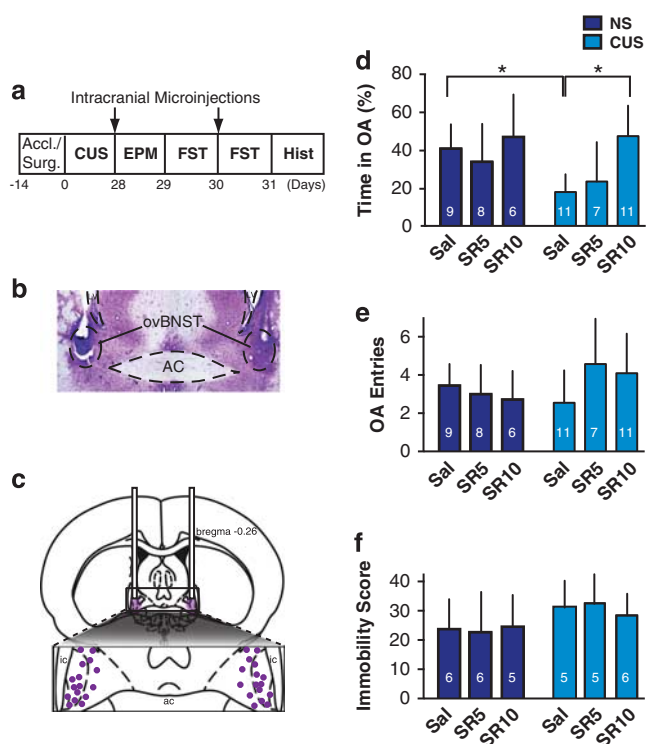 NS
CUS
a
Intracranial Microinjections
Accl./
Surg.
CUS
EPM
FST
FST
Hist
-14 0 28 29 30 31 (Days)
b
ovBNST
AC
c
bregma -0.26
ic
ic
ac
d
Time in OA (%)
80
60
40
20
0
*
*
9 8 6 11 7 11
Sal SR5 SR10 Sal SR5 SR10
e
OA Entries
6
4
2
0
9 8 6 11 7 11
Sal SR5 SR10 Sal SR5 SR10
f
Immobility Score
40
30
20
10
0
6 6 5 5 5 6
Sal SR5 SR10 Sal SR5 SR10